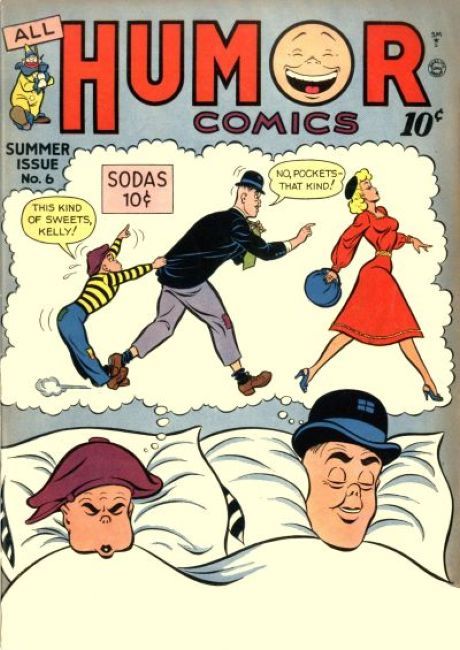 ALL
HUMOR
COMICS
10¢
SUMMER
ISSUE
No. 6
SODAS
10¢
THIS KIND
OF SWEETS,
KELLY!
NO, POCKETS-
THAT KIND!